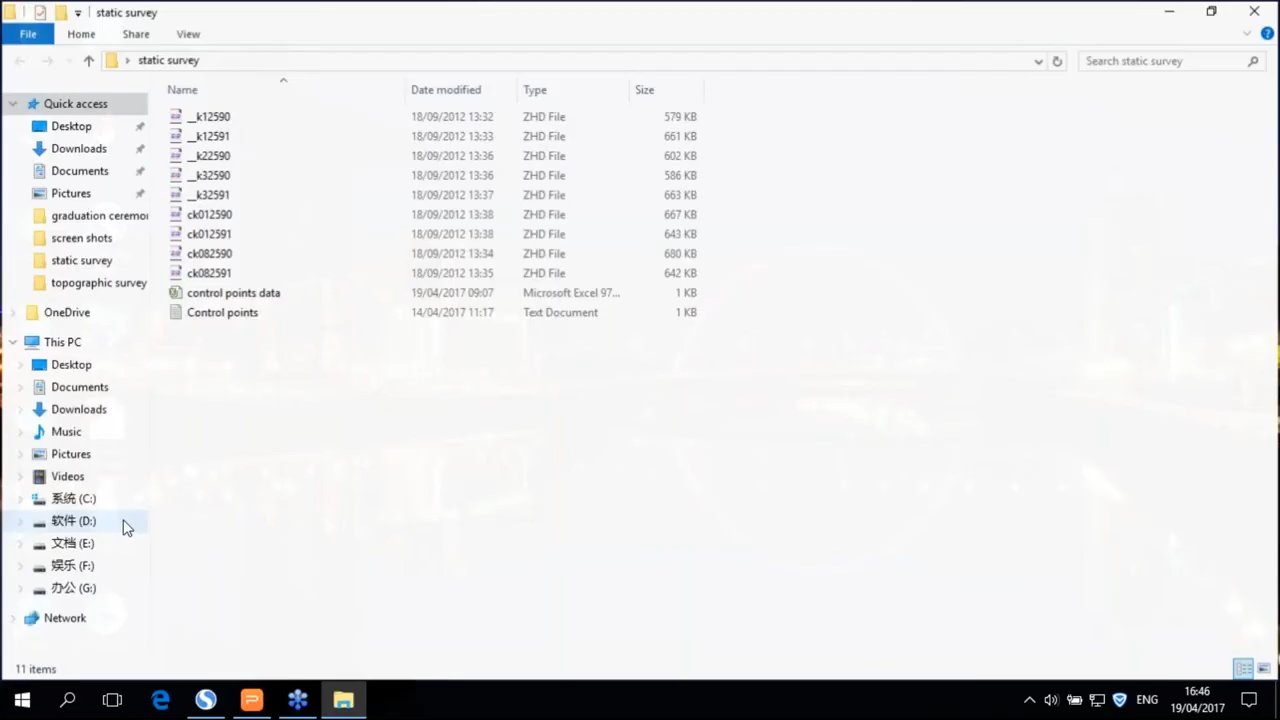 static survey
File Home Share View
static survey
Search static survey
Name Date modified Type Size
Quick access
Desktop
Downloads
Documents
Pictures
graduation ceremo
screen shots
static survey
topographic survey
OneDrive
This PC
Desktop
Documents
Downloads
Music
Pictures
Videos
系统 (C:)
软件 (D:)
文档 (E:)
娱乐 (F:)
办公 (G:)
Network
__k12590 18/09/2012 13:32 ZHD File 579 KB
__k12591 18/09/2012 13:33 ZHD File 661 KB
__k22590 18/09/2012 13:36 ZHD File 602 KB
__k32590 18/09/2012 13:36 ZHD File 586 KB
__k32591 18/09/2012 13:37 ZHD File 663 KB
ck012590 18/09/2012 13:38 ZHD File 667 KB
ck012591 18/09/2012 13:38 ZHD File 643 KB
ck082590 18/09/2012 13:34 ZHD File 680 KB
ck082591 18/09/2012 13:35 ZHD File 642 KB
control points data 19/04/2017 09:07 Microsoft Excel 97... 1 KB
Control points 14/04/2017 11:17 Text Document 1 KB
11 items
ENG
16:46
19/04/2017